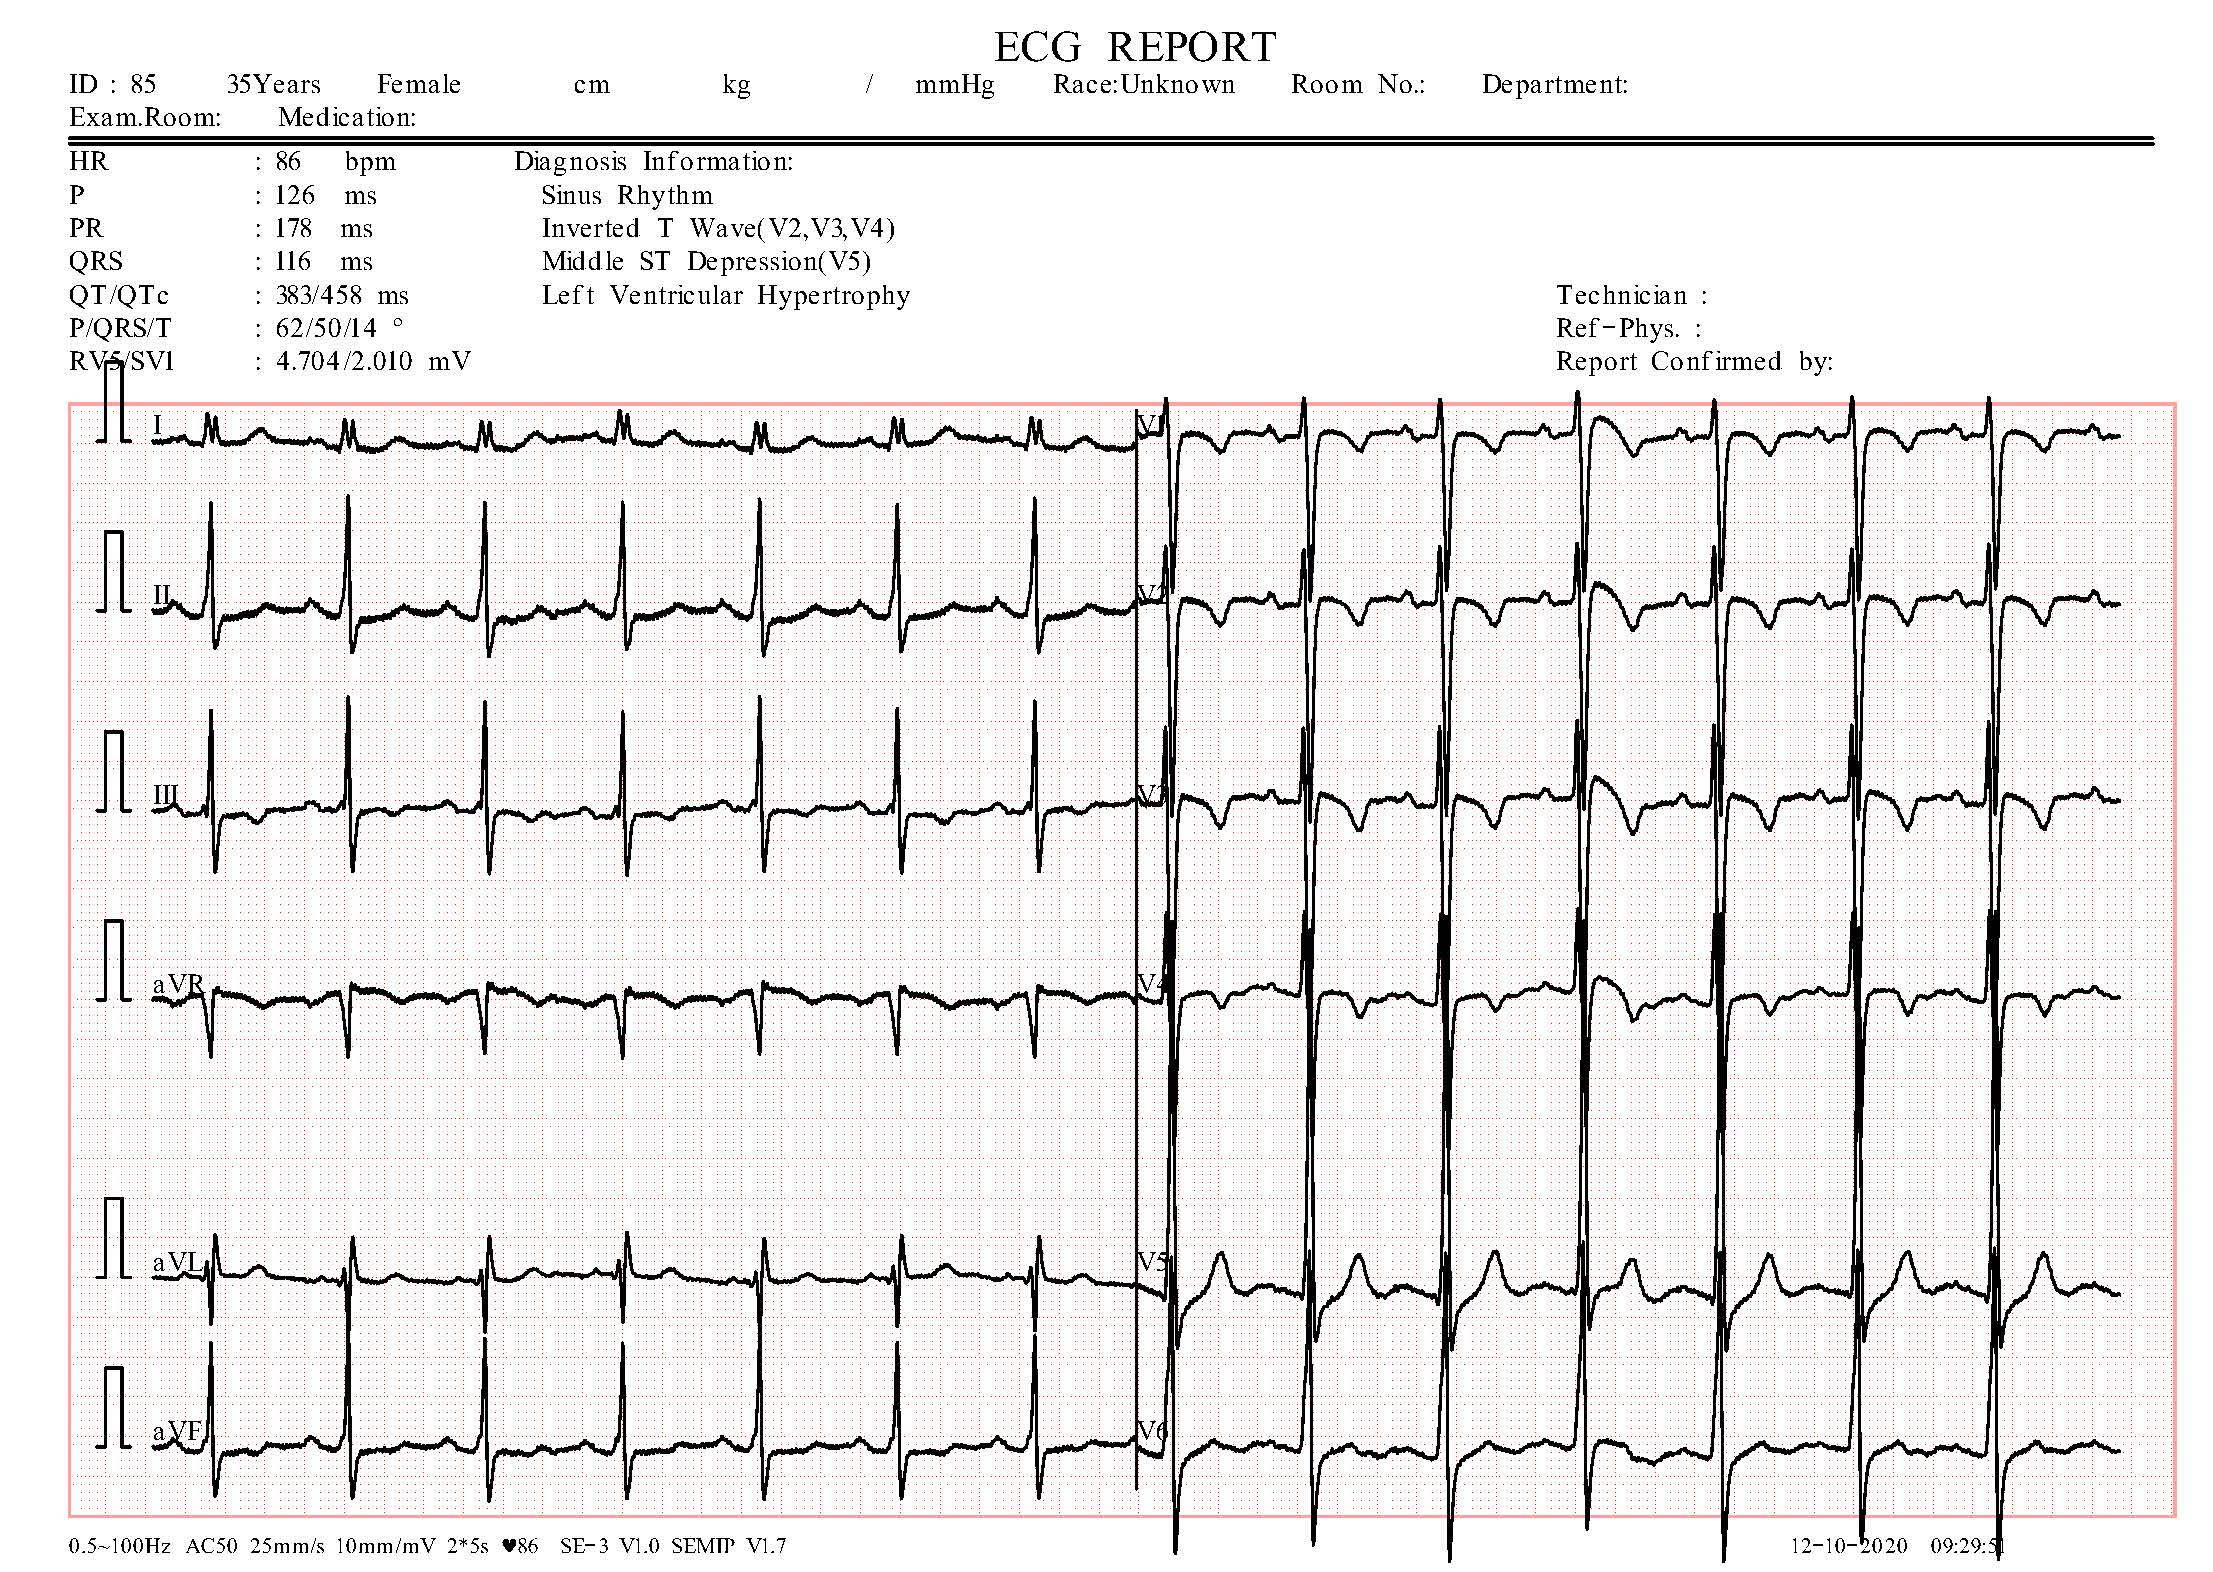 ECG REPORT
ID : 85 35Years Female cm kg / mmHg Race:Unknown Room No.: Department:
Exam.Room: Medication:
HR : 86 bpm Diagnosis Information:
P : 126 ms Sinus Rhythm
PR : 178 ms Inverted T Wave(V2,V3,V4)
QRS : 116 ms Middle ST Depression(V5)
QT/QTc : 383/458 ms Left Ventricular Hypertrophy Technician :
P/QRS/T : 62/50/14 ° Ref-Phys. :
RV5/SV1 : 4.704/2.010 mV Report Confirmed by:
I V1
II V2
III V3
aVR V4
aVL V5
aVF V6
0.5~100Hz AC50 25mm/s 10mm/mV 2*5s ♥86 SE-3 V1.0 SEMIP V1.7 12-10-2020 09:29:51